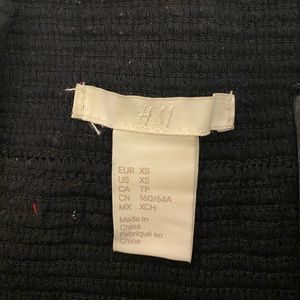 H&M
EUR XS
US XS
CA TP
CN 160/64A
MX XCH
Made in
China
Fabriqué en
Chine